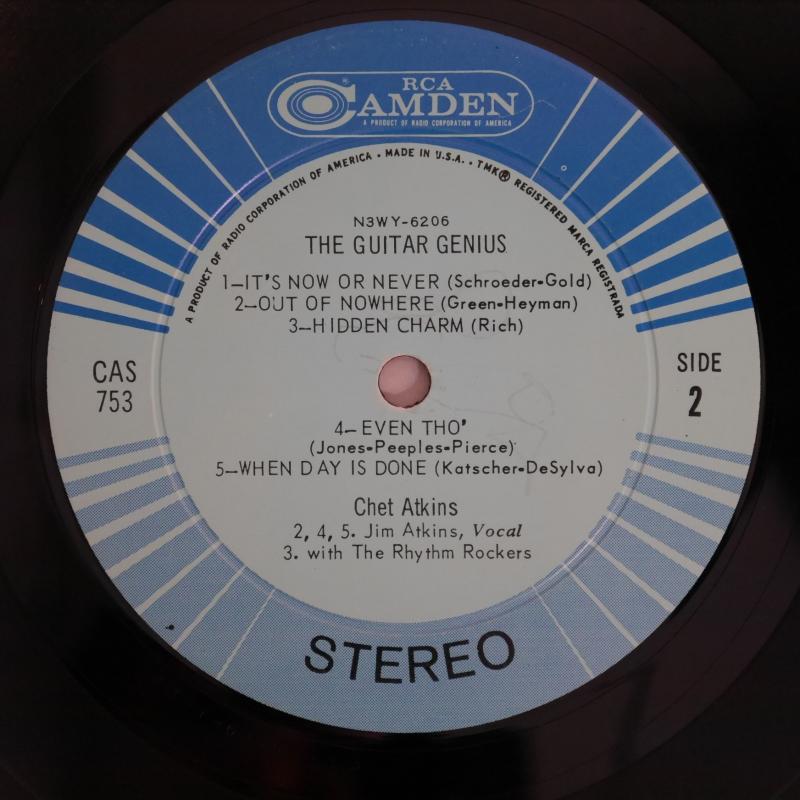 RCA
CAMDEN
A PRODUCT OF RADIO CORPORATION OF AMERICA
A PRODUCT OF RADIO CORPORATION OF AMERICA • MADE IN U.S.A. • TMK® REGISTERED MARCA REGISTRADA
N3WY-6206
THE GUITAR GENIUS
1—IT'S NOW OR NEVER (Schroeder-Gold)
2—OUT OF NOWHERE (Green-Heyman)
3—HIDDEN CHARM (Rich)
CAS
753
SIDE
2
4—EVEN THO'
(Jones-Peeples-Pierce)
5—WHEN DAY IS DONE (Katscher-DeSylva)
Chet Atkins
2, 4, 5. Jim Atkins, Vocal
3. with The Rhythm Rockers
STEREO